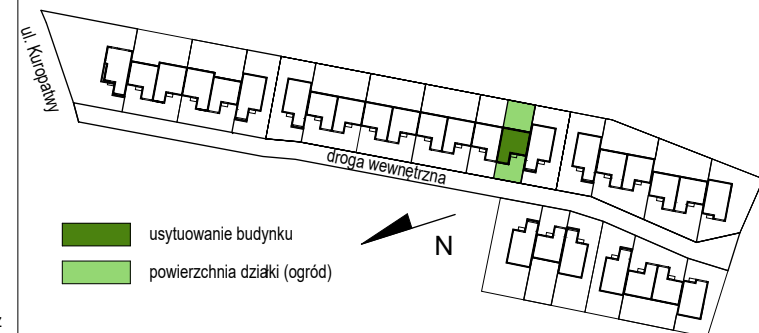 ul. Kuropatwy
droga wewnętrzna
usytuowanie budynku
N
powierzchnia działki (ogród)